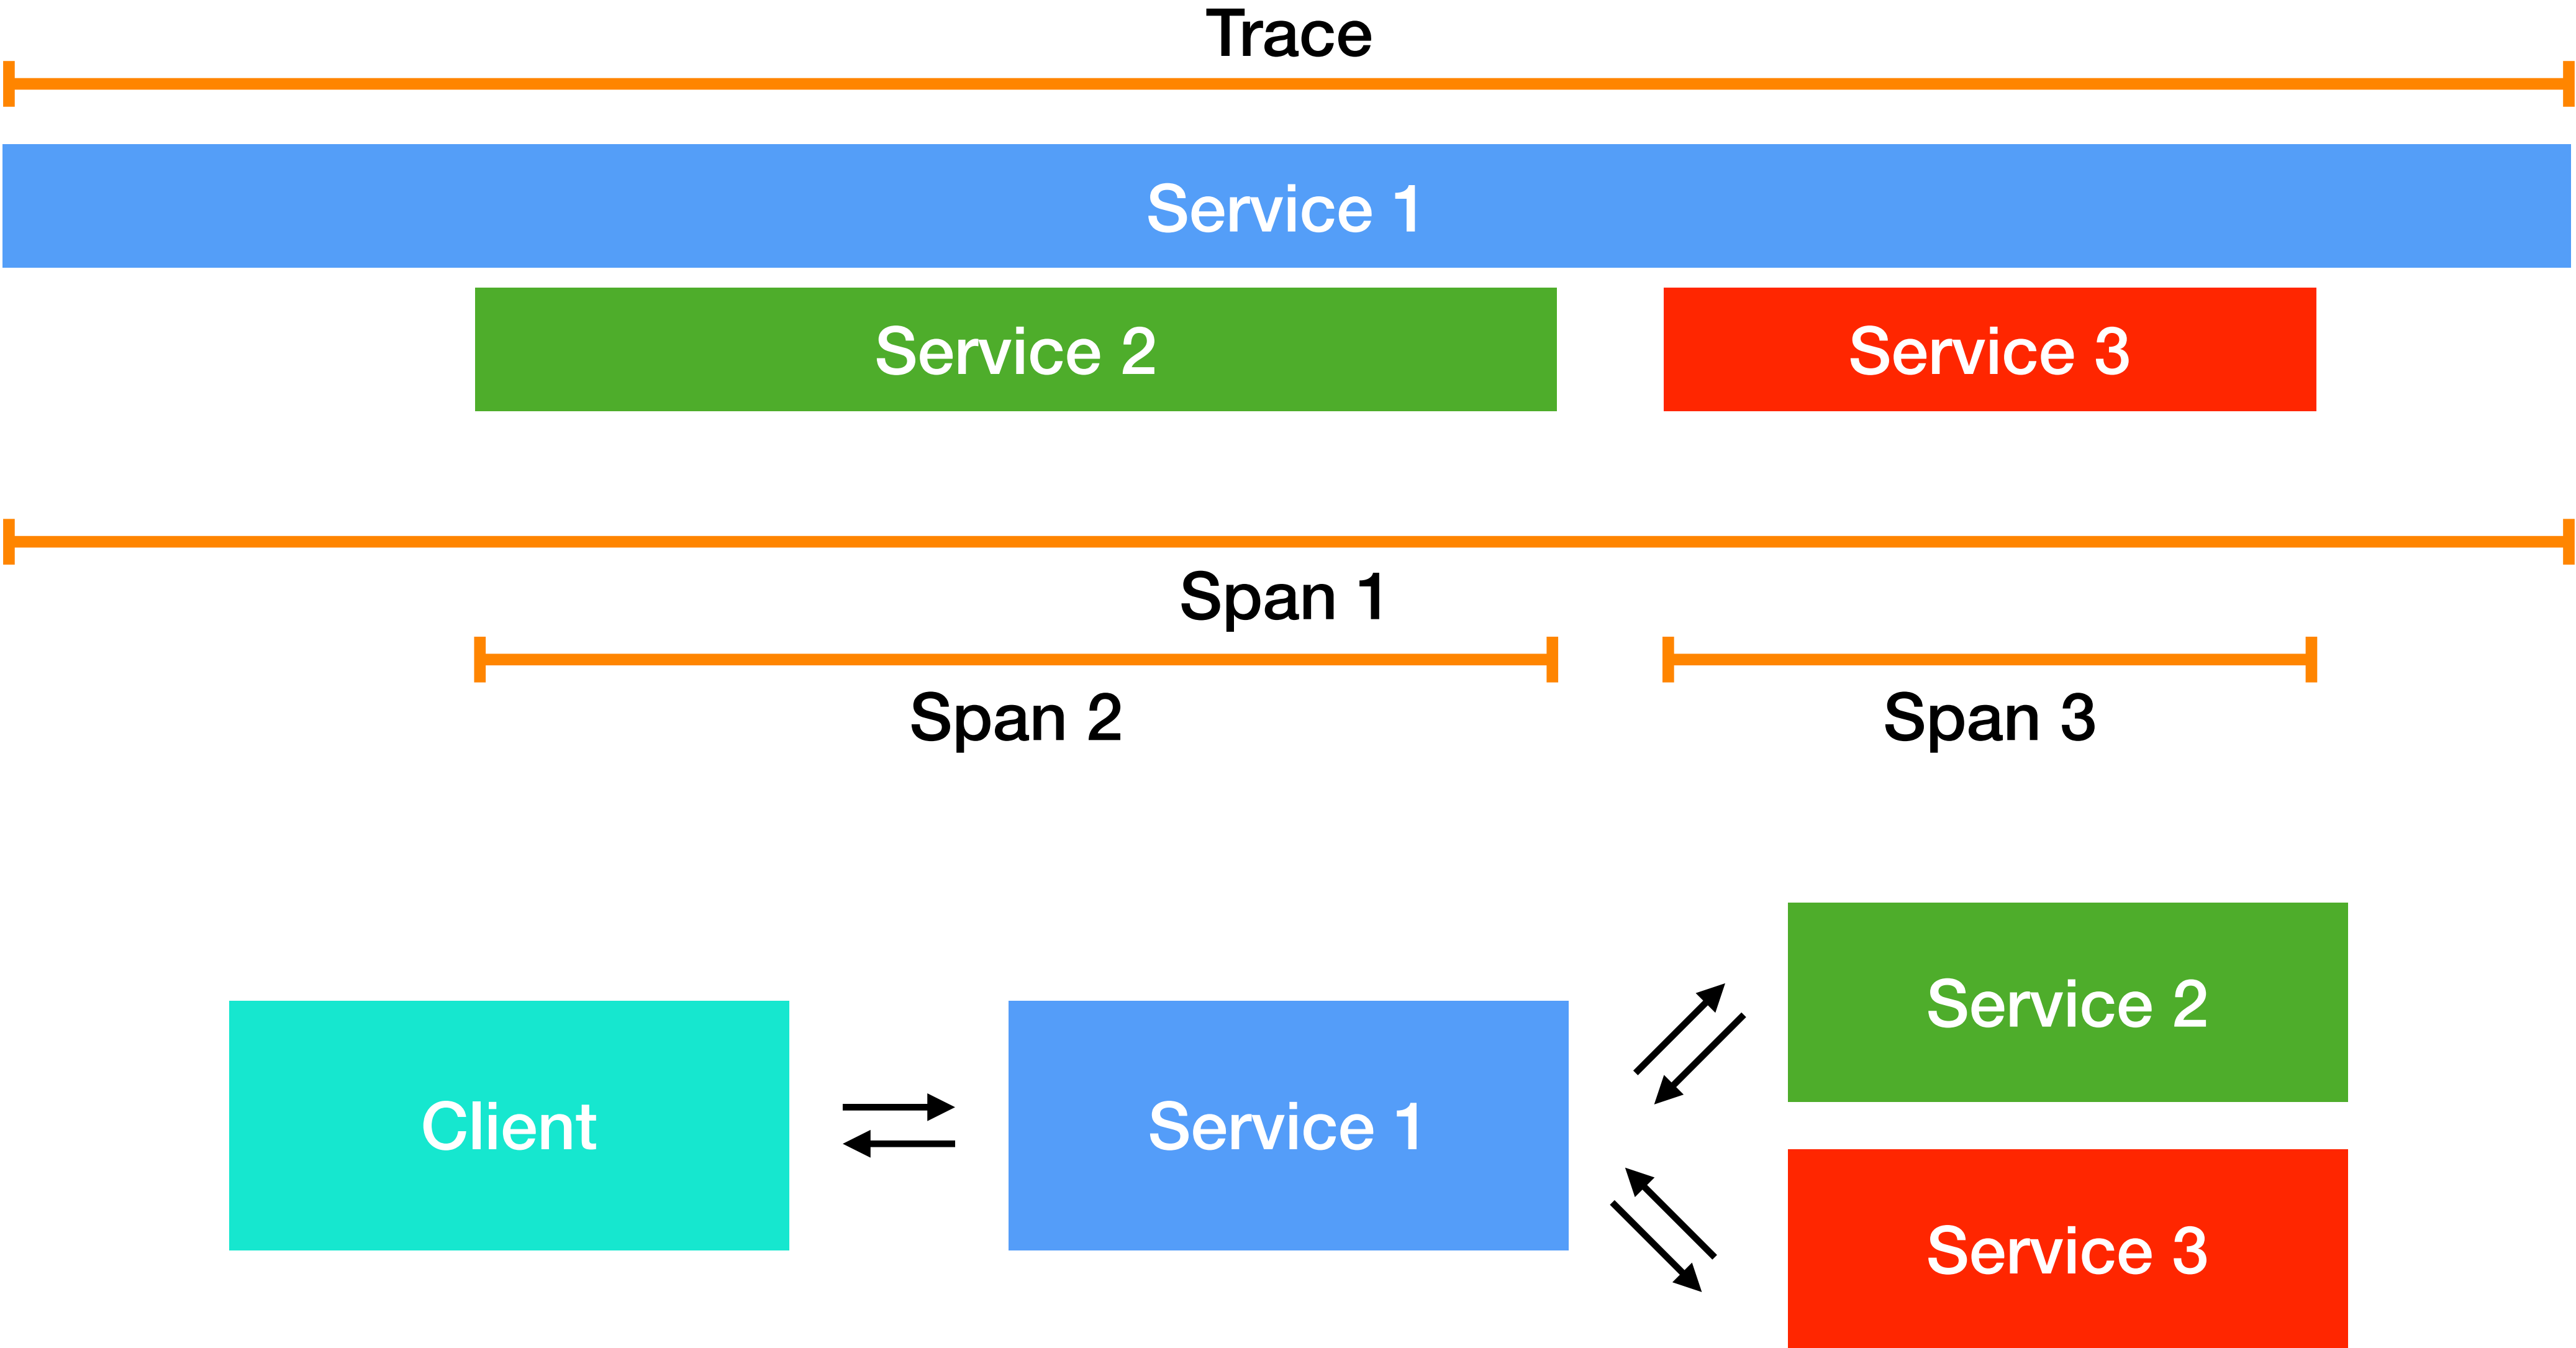 Trace
Service 1
Service 2
Service 3
Span 1
Span 2
Span 3
Client
Service 1
Service 2
Service 3